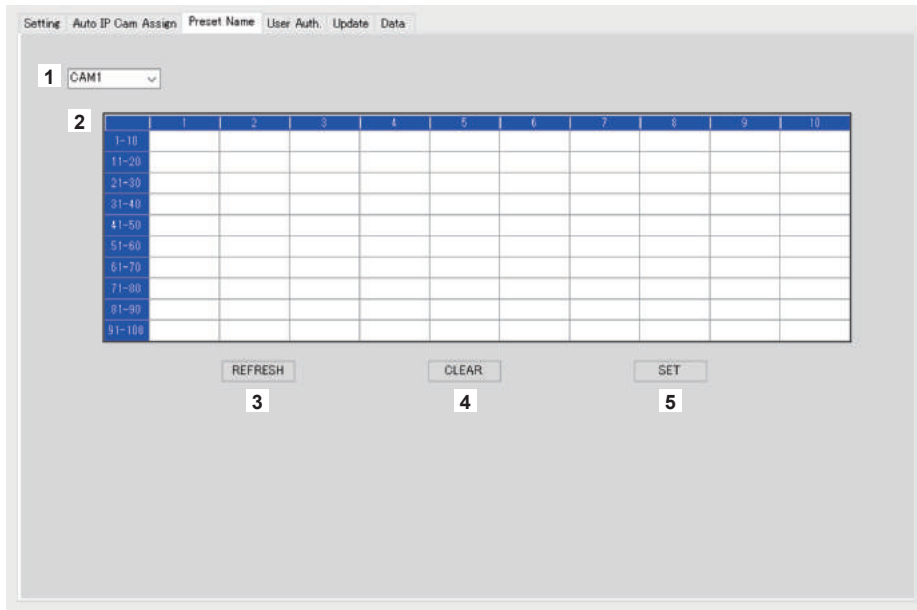 Setting Auto IP Cam Assign Preset Name User Auth. Update Data
1 CAM1
2 1 2 3 4 5 6 7 8 9 10
1-10
11-20
21-30
31-40
41-50
51-60
61-70
71-80
81-90
91-100
REFRESH CLEAR SET
3 4 5